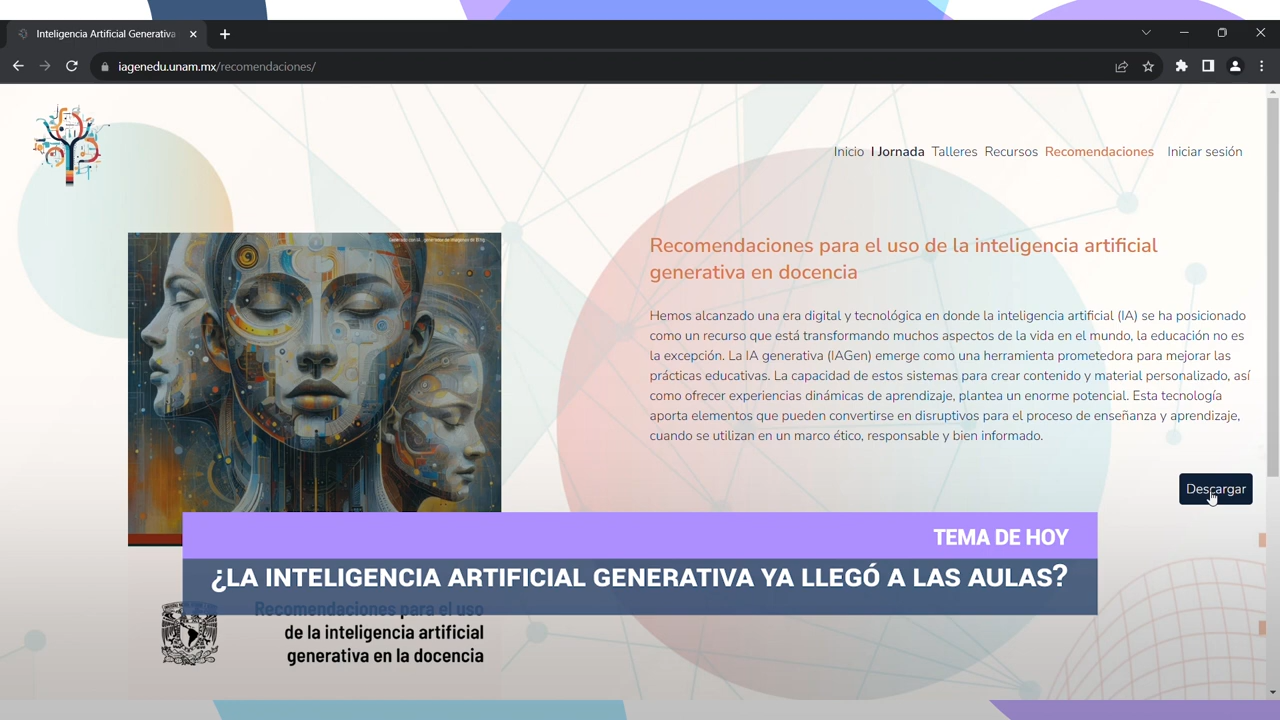 Inteligencia Artificial Generativa
iagenedu.unam.mx/recomendaciones/
Inicio I Jornada Talleres Recursos Recomendaciones Iniciar sesión
Recomendaciones para el uso de la inteligencia artificial
generativa en docencia
Hemos alcanzado una era digital y tecnológica en donde la inteligencia artificial (IA) se ha posicionado
como un recurso que está transformando muchos aspectos de la vida en el mundo, la educación no es
la excepción. La IA generativa (IAGen) emerge como una herramienta prometedora para mejorar las
prácticas educativas. La capacidad de estos sistemas para crear contenido y material personalizado, así
como ofrecer experiencias dinámicas de aprendizaje, plantea un enorme potencial. Esta tecnología
aporta elementos que pueden convertirse en disruptivos para el proceso de enseñanza y aprendizaje,
cuando se utilizan en un marco ético, responsable y bien informado.
Descargar
TEMA DE HOY
¿LA INTELIGENCIA ARTIFICIAL GENERATIVA YA LLEGÓ A LAS AULAS?
Recomendaciones para el uso
de la inteligencia artificial
generativa en la docencia